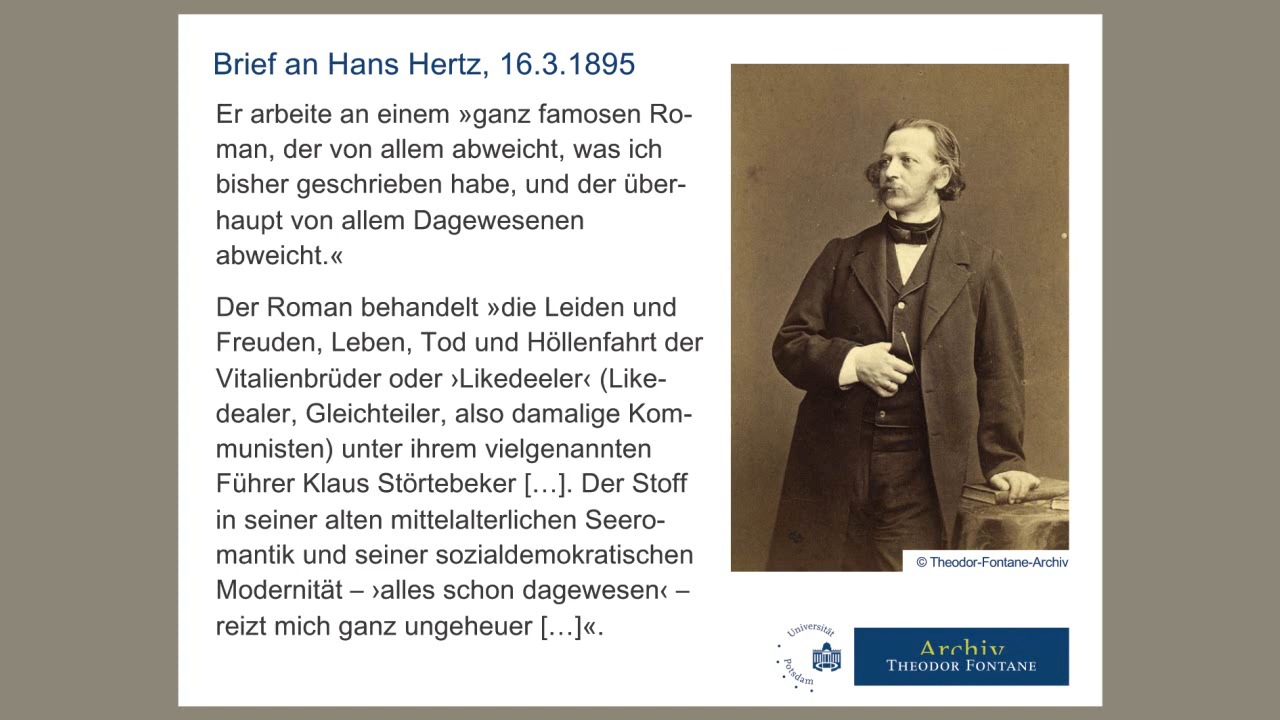 Brief an Hans Hertz, 16.3.1895
Er arbeite an einem »ganz famosen Ro-
man, der von allem abweicht, was ich
bisher geschrieben habe, und der über-
haupt von allem Dagewesenen
abweicht.«
Der Roman behandelt »die Leiden und
Freuden, Leben, Tod und Höllenfahrt der
Vitalienbrüder oder ›Likedeeler‹ (Like-
dealer, Gleichteiler, also damalige Kom-
munisten) unter ihrem vielgenannten
Führer Klaus Störtebeker […]. Der Stoff
in seiner alten mittelalterlichen Seero-
mantik und seiner sozialdemokratischen
Modernität – ›alles schon dagewesen‹ –
reizt mich ganz ungeheuer […]«.
© Theodor-Fontane-Archiv
Universität
Potsdam
Archiv
THEODOR FONTANE